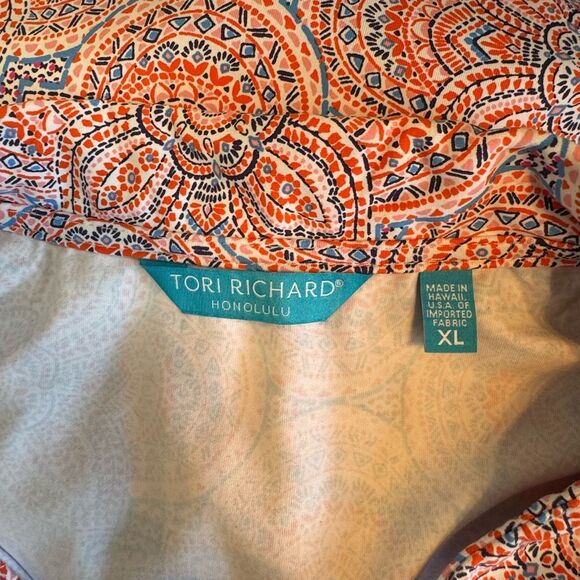 TORI RICHARD®
HONOLULU
MADE IN
HAWAII,
U.S.A. OF
IMPORTED
FABRIC
XL